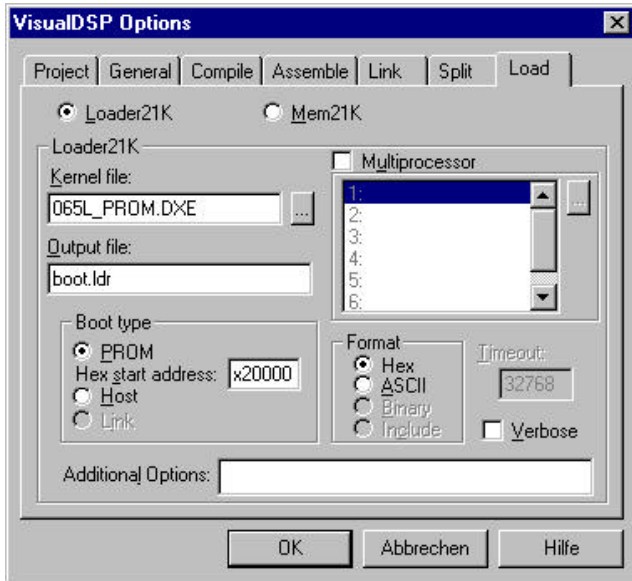 VisualDSP Options
Project General Compile Assemble Link Split Load
Loader21K Mem21K
Loader21K
Kernel file:
065L_PROM.DXE ...
Output file:
boot.ldr
Multiprocessor
1:
2:
3:
4:
5:
6:
...
Boot type
PROM
Hex start address: x20000
Host
Link
Format
Hex
ASCII
Binary
Include
Timeout:
32768
Verbose
Additional Options:
OK Abbrechen Hilfe